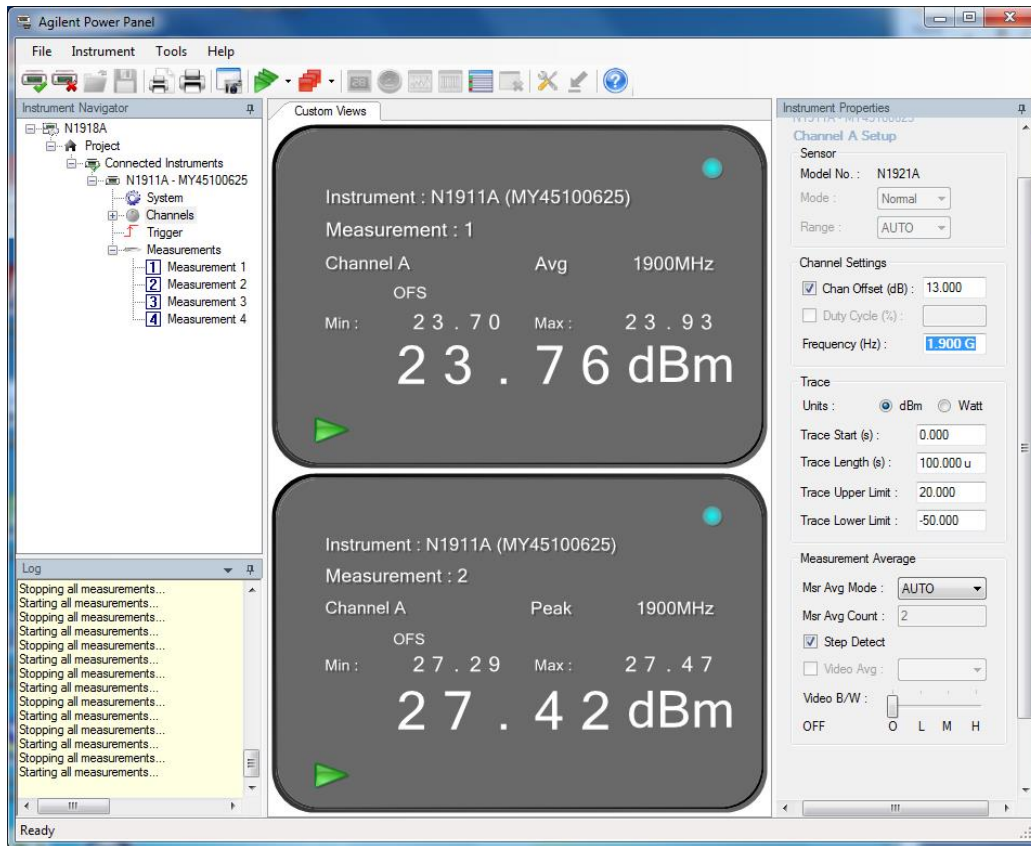 Agilent Power Panel
File Instrument Tools Help
Instrument Navigator
N1918A
Project
Connected Instruments
N1911A - MY45100625
System
Channels
Trigger
Measurements
1 Measurement 1
2 Measurement 2
3 Measurement 3
4 Measurement 4
Log
Stopping all measurements...
Starting all measurements...
Stopping all measurements...
Starting all measurements...
Stopping all measurements...
Starting all measurements...
Stopping all measurements...
Starting all measurements...
Stopping all measurements...
Starting all measurements...
Stopping all measurements...
Starting all measurements...
Stopping all measurements...
Starting all measurements...
Ready
Custom Views
Instrument : N1911A (MY45100625)
Measurement : 1
Channel A Avg 1900MHz
OFS
Min : 23.70 Max : 23.93
23.76 dBm
Instrument : N1911A (MY45100625)
Measurement : 2
Channel A Peak 1900MHz
OFS
Min : 27.29 Max : 27.47
27.42 dBm
Instrument Properties
N1911A - MY45100625
Channel A Setup
Sensor
Model No. : N1921A
Mode : Normal
Range : AUTO
Channel Settings
Chan Offset (dB) : 13.000
Duty Cycle (%) :
Frequency (Hz) : 1.900 G
Trace
Units : dBm Watt
Trace Start (s) : 0.000
Trace Length (s) : 100.000 u
Trace Upper Limit : 20.000
Trace Lower Limit : -50.000
Measurement Average
Msr Avg Mode : AUTO
Msr Avg Count : 2
Step Detect
Video Avg :
Video B/W :
OFF O L M H